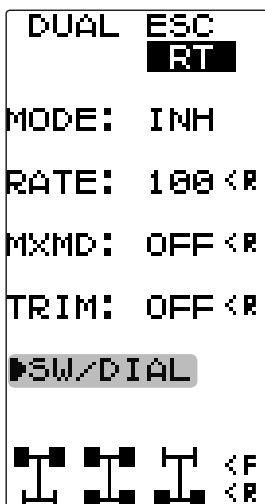 DUAL ESC
RT
MODE: INH
RATE: 100 <R
MXMD: OFF <R
TRIM: OFF <R
▶SW/DIAL
<F
<R